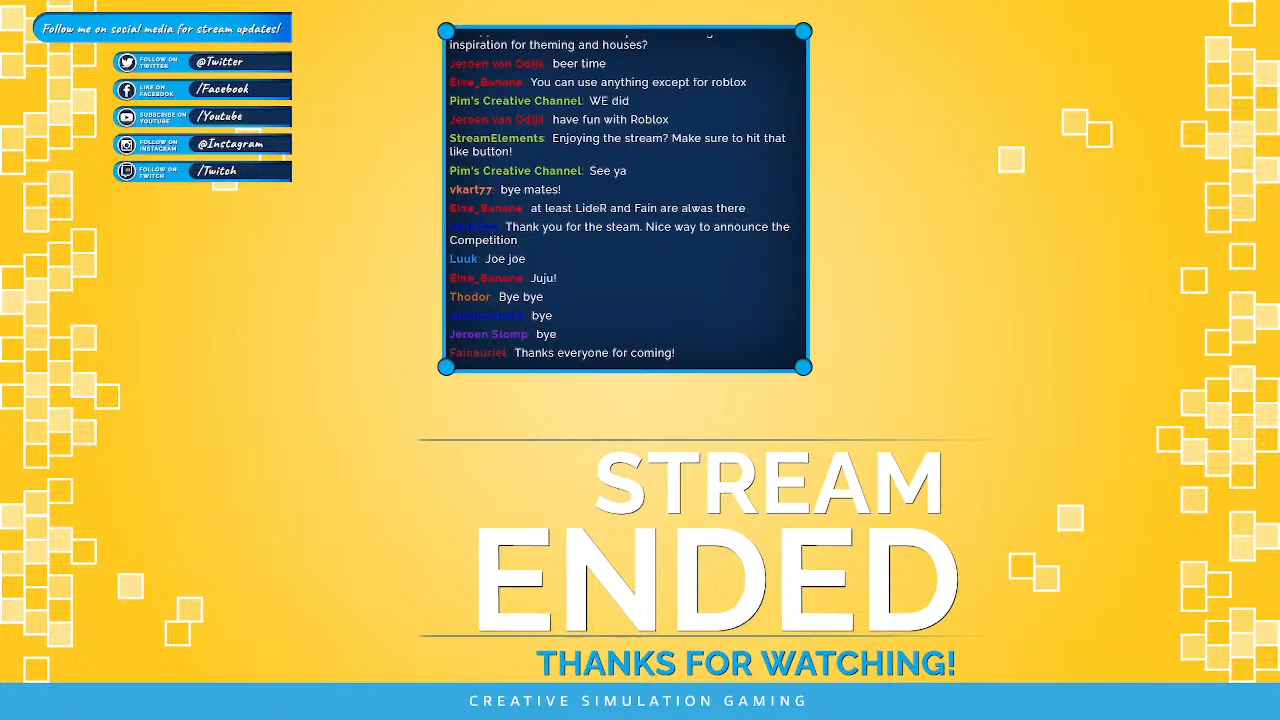 Follow me on social media for stream updates!
FOLLOW ON TWITTER @Twitter
LIKE ON FACEBOOK /Facebook
SUBSCRIBE ON YOUTUBE /Youtube
FOLLOW ON INSTAGRAM @Instagram
FOLLOW ON TWITCH /Twitch
inspiration for theming and houses?
Jeroen van Odijk beer time
Eine_Banane You can use anything except for roblox
Pim's Creative Channel: WE did
Jeroen van Odijk have fun with Roblox
StreamElements: Enjoying the stream? Make sure to hit that
like button!
Pim's Creative Channel: See ya
vkart77: bye mates!
Eine_Banane at least LideR and Fain are alwas there
Thank you for the steam. Nice way to announce the
Competition
Luuk: Joe joe
Eine_Banane Juju!
Thodor: Bye bye
bye
Jeroen Slomp bye
Fainauriel: Thanks everyone for coming!
STREAM
ENDED
THANKS FOR WATCHING!
CREATIVE SIMULATION GAMING